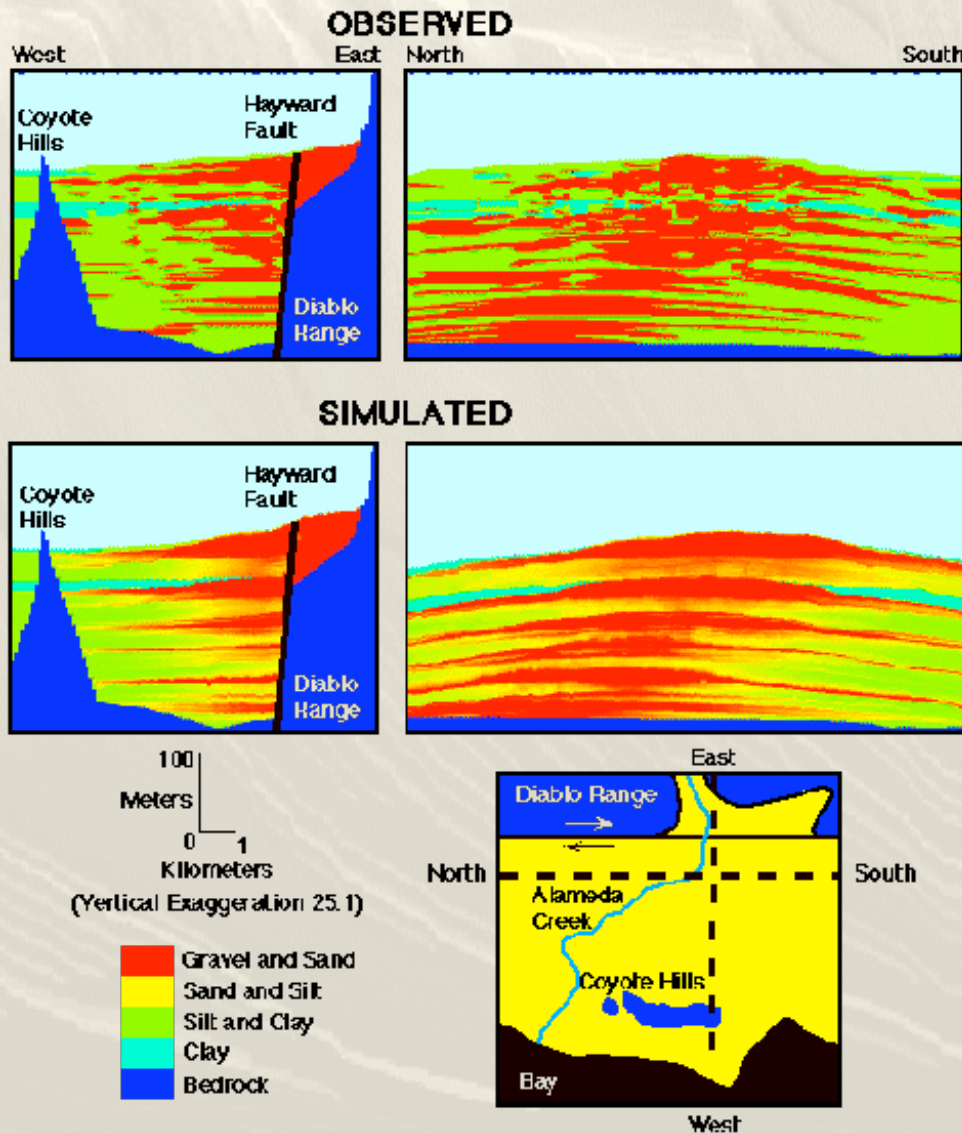 OBSERVED
West East North South
Coyote Hills
Hayward Fault
Diablo Range
SIMULATED
Coyote Hills
Hayward Fault
Diablo Range
100
Meters
0 1
Kilometers
(Vertical Exaggeration 25.1)
Gravel and Sand
Sand and Silt
Silt and Clay
Clay
Bedrock
East
Diablo Range
North South
Alameda Creek
Coyote Hills
Bay
West